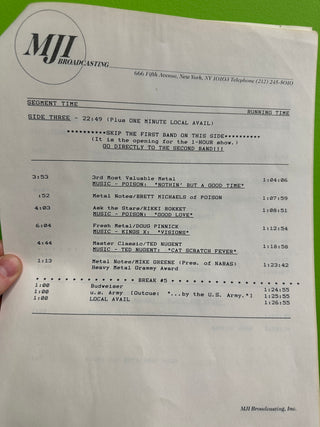 MJI
BROADCASTING
666 Fifth Avenue, New York, NY 10103 Telephone (212) 245-5010
SEGMENT TIME RUNNING TIME
SIDE THREE - 22:49 (Plus ONE MINUTE LOCAL AVAIL)
**********SKIP THE FIRST BAND ON THIS SIDE**********
(It is the opening for the 1-HOUR show.)
GO DIRECTLY TO THE SECOND BAND!!!
3:53 3rd Most Valuable Metal 1:04:06
MUSIC - POISON: "NOTHIN' BUT A GOOD TIME"
:52 Metal Notes/BRETT MICHAELS of POISON 1:07:59
4:03 Ask the Stars/RIKKI ROKKET 1:08:51
MUSIC - POISON: "GOOD LOVE"
6:04 Fresh Metal/DOUG PINNICK 1:12:54
MUSIC - KINGS X: "VISIONS"
4:44 Master Classic/TED NUGENT 1:18:58
MUSIC - TED NUGENT: "CAT SCRATCH FEVER"
1:13 Metal Notes/MIKE GREENE (Pres. of NARAS) 1:23:42
Heavy Metal Grammy Award
* * * * * * * * * * * * * * BREAK #5 * * * * * * * * * * * * * * * * * *
1:00 Budweiser 1:24:55
1:00 U.S. Army [Outcue: "...by the U.S. Army."] 1:25:55
1:00 LOCAL AVAIL 1:26:55
MJI Broadcasting, Inc.